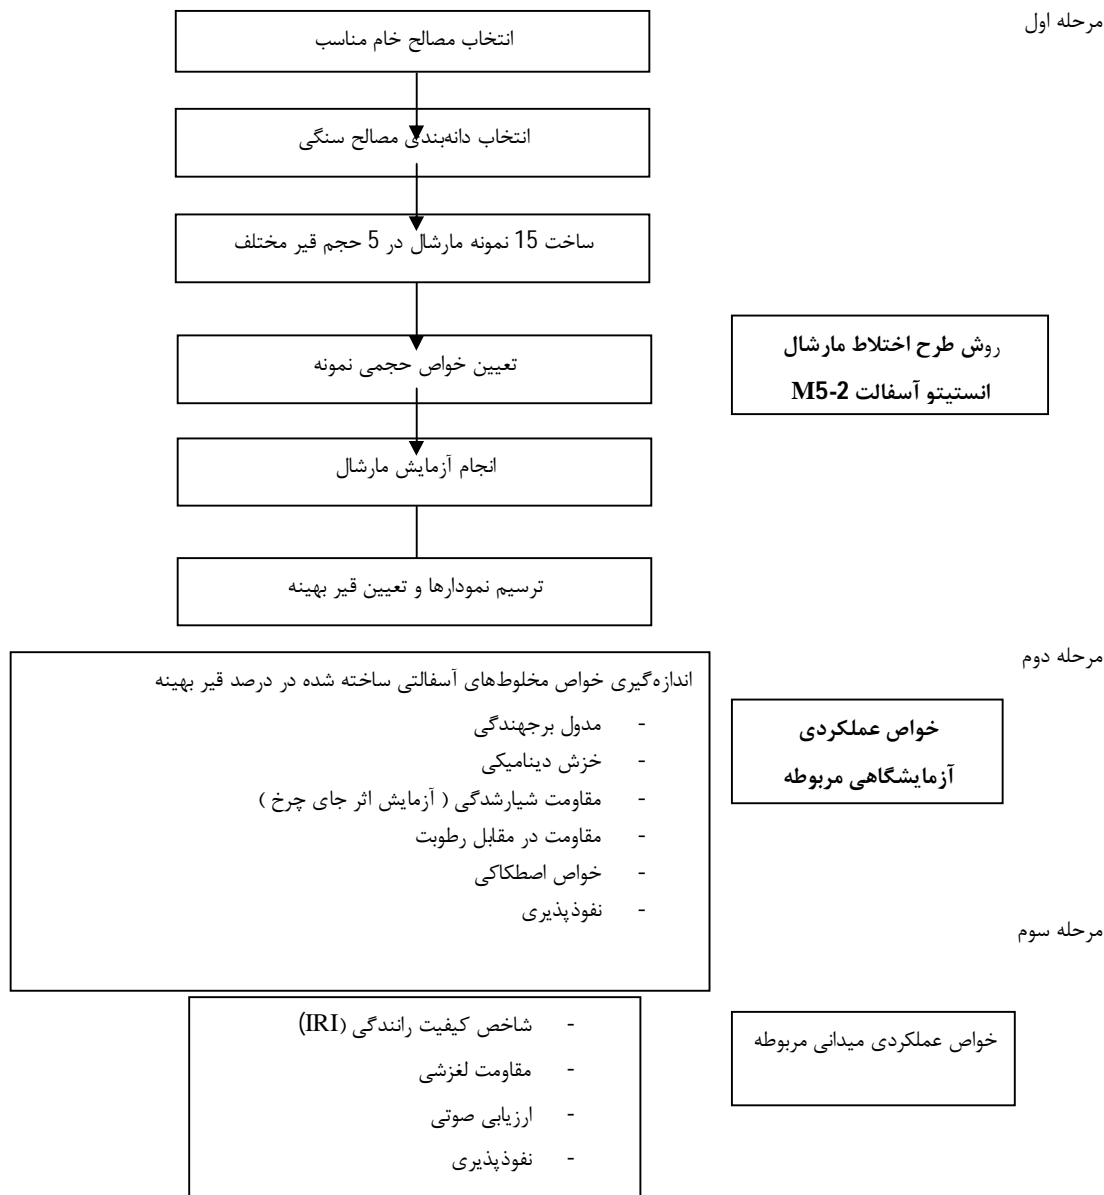 مرحله اول
انتخاب مصالح خام مناسب
انتخاب دانه‌بندی مصالح سنگی
ساخت 15 نمونه مارشال در 5 حجم قیر مختلف
تعیین خواص حجمی نمونه
روش طرح اختلاط مارشال
انستیتو آسفالت M5-2
انجام آزمایش مارشال
ترسیم نمودارها و تعیین قیر بهینه
مرحله دوم
اندازه‌گیری خواص مخلوط‌های آسفالتی ساخته شده در درصد قیر بهینه
- مدول برجهندگی
- خزش دینامیکی
- مقاومت شیارشدگی ( آزمایش اثر جای چرخ )
- مقاومت در مقابل رطوبت
- خواص اصطکاکی
- نفوذپذیری
خواص عملکردی
آزمایشگاهی مربوطه
مرحله سوم
- شاخص کیفیت رانندگی (IRI)
- مقاومت لغزشی
- ارزیابی صوتی
- نفوذپذیری
خواص عملکردی میدانی مربوطه